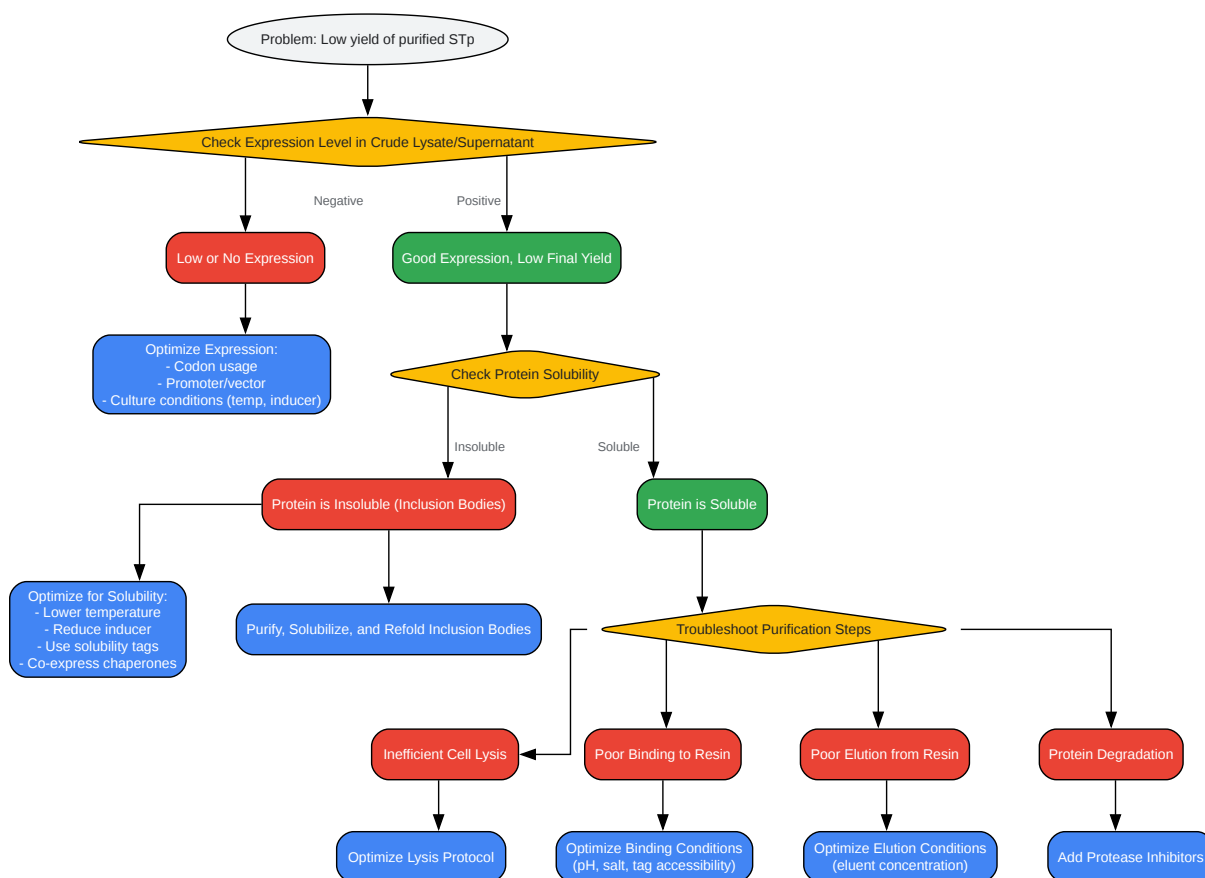 Problem: Low yield of purified STp
Check Expression Level in Crude Lysate/Supernatant
Negative
Positive
Low or No Expression
Good Expression, Low Final Yield
Optimize Expression:
- Codon usage
- Promoter/vector
- Culture conditions (temp, inducer)
Check Protein Solubility
Insoluble
Soluble
Protein is Insoluble (Inclusion Bodies)
Protein is Soluble
Optimize for Solubility:
- Lower temperature
- Reduce inducer
- Use solubility tags
- Co-express chaperones
Purify, Solubilize, and Refold Inclusion Bodies
Troubleshoot Purification Steps
Inefficient Cell Lysis
Poor Binding to Resin
Poor Elution from Resin
Protein Degradation
Optimize Lysis Protocol
Optimize Binding Conditions
(pH, salt, tag accessibility)
Optimize Elution Conditions
(eluent concentration)
Add Protease Inhibitors